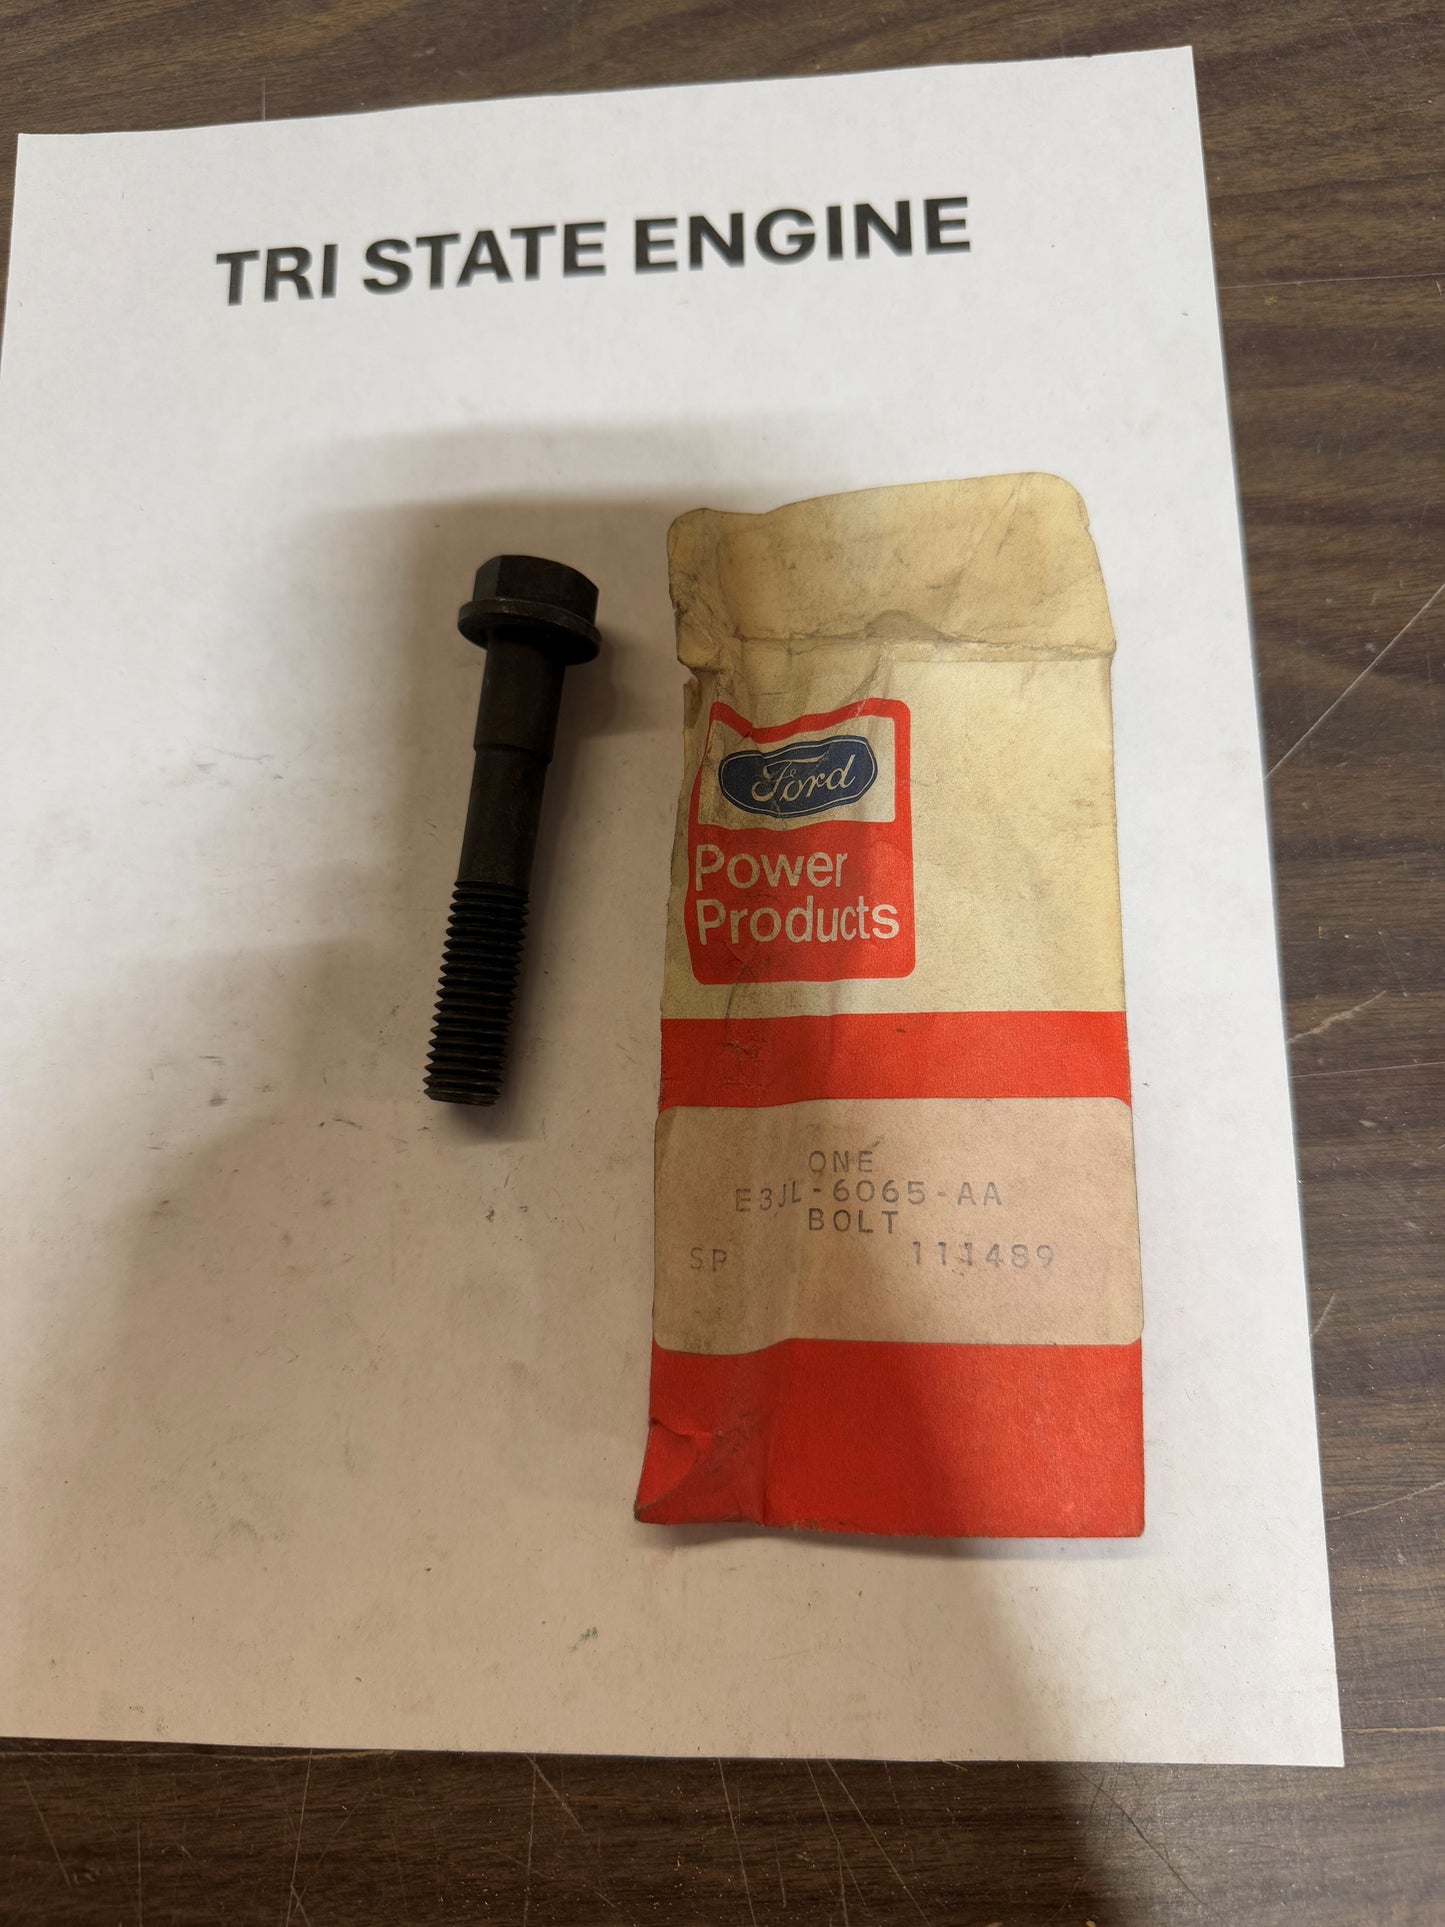 TRI STATE ENGINE
Ford
Power
Products
ONE
E3JL-6065-AA
BOLT
SP 111489